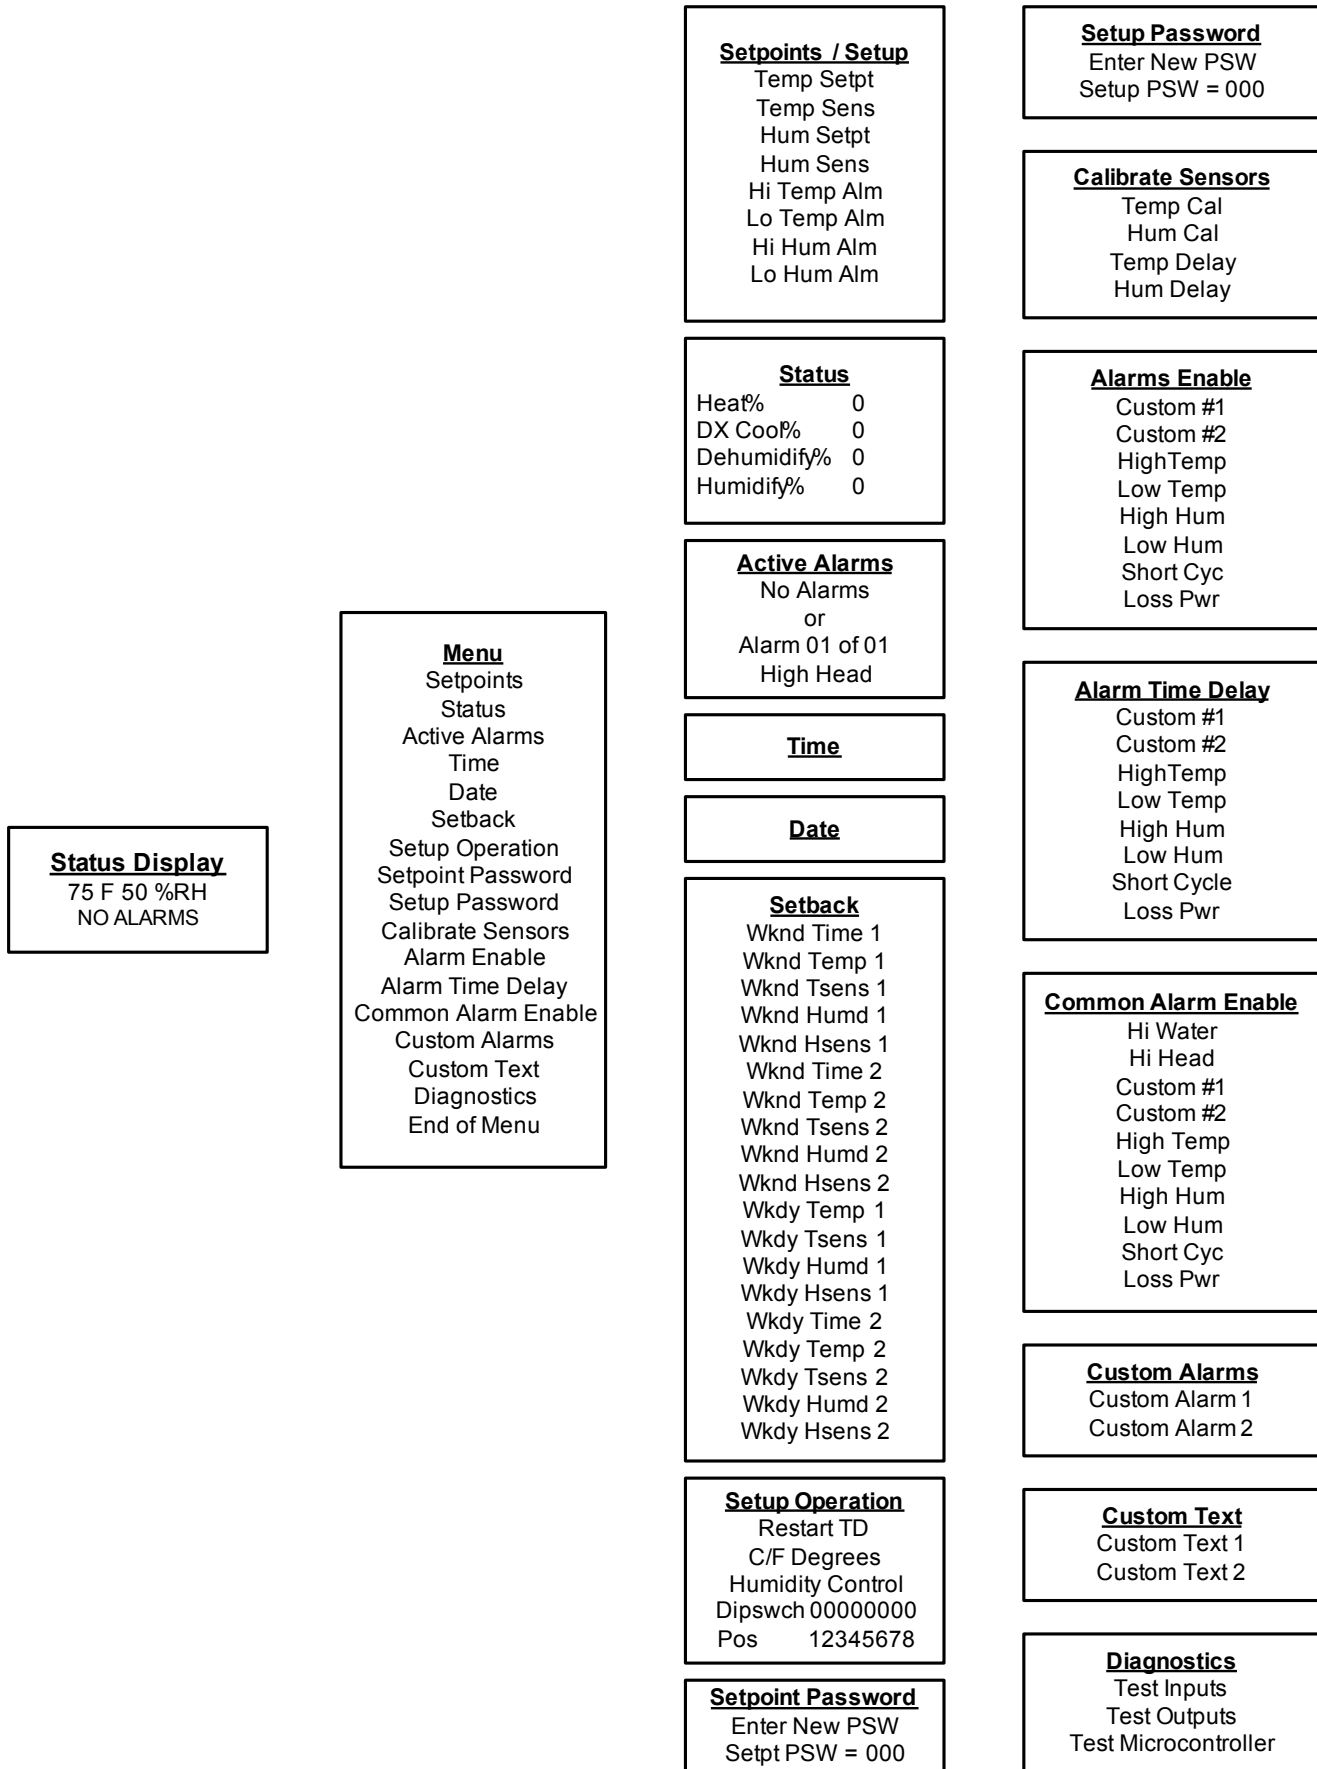 Status Display
75 F 50 %RH
NO ALARMS
Menu
Setpoints
Status
Active Alarms
Time
Date
Setback
Setup Operation
Setpoint Password
Setup Password
Calibrate Sensors
Alarm Enable
Alarm Time Delay
Common Alarm Enable
Custom Alarms
Custom Text
Diagnostics
End of Menu
Setpoints / Setup
Temp Setpt
Temp Sens
Hum Setpt
Hum Sens
Hi Temp Alm
Lo Temp Alm
Hi Hum Alm
Lo Hum Alm
Status
Heat% 0
DX Cool% 0
Dehumidify% 0
Humidify% 0
Active Alarms
No Alarms
or
Alarm 01 of 01
High Head
Time
Date
Setback
Wknd Time 1
Wknd Temp 1
Wknd Tsens 1
Wknd Humd 1
Wknd Hsens 1
Wknd Time 2
Wknd Temp 2
Wknd Tsens 2
Wknd Humd 2
Wknd Hsens 2
Wkdy Temp 1
Wkdy Tsens 1
Wkdy Humd 1
Wkdy Hsens 1
Wkdy Time 2
Wkdy Temp 2
Wkdy Tsens 2
Wkdy Humd 2
Wkdy Hsens 2
Setup Operation
Restart TD
C/F Degrees
Humidity Control
Dipswch 00000000
Pos 12345678
Setpoint Password
Enter New PSW
Setpt PSW = 000
Setup Password
Enter New PSW
Setup PSW = 000
Calibrate Sensors
Temp Cal
Hum Cal
Temp Delay
Hum Delay
Alarms Enable
Custom #1
Custom #2
HighTemp
Low Temp
High Hum
Low Hum
Short Cyc
Loss Pwr
Alarm Time Delay
Custom #1
Custom #2
HighTemp
Low Temp
High Hum
Low Hum
Short Cycle
Loss Pwr
Common Alarm Enable
Hi Water
Hi Head
Custom #1
Custom #2
High Temp
Low Temp
High Hum
Low Hum
Short Cyc
Loss Pwr
Custom Alarms
Custom Alarm 1
Custom Alarm 2
Custom Text
Custom Text 1
Custom Text 2
Diagnostics
Test Inputs
Test Outputs
Test Microcontroller